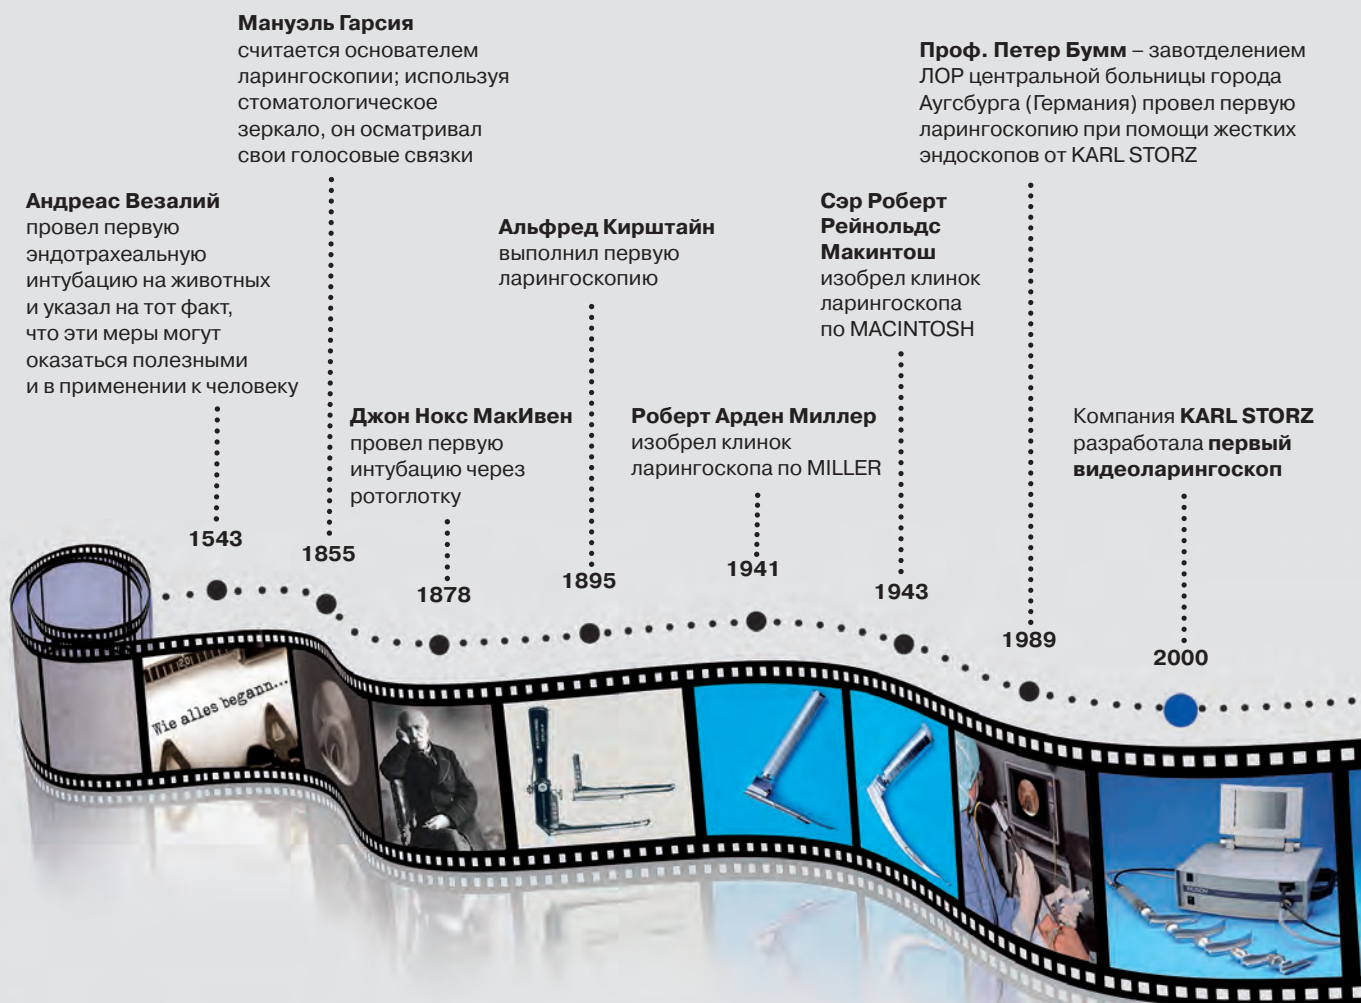 Мануэль Гарсия
считается основателем
ларингоскопии; используя
стоматологическое
зеркало, он осматривал
свои голосовые связки
Проф. Петер Бумм – завотделением
ЛОР центральной больницы города
Аугсбурга (Германия) провел первую
ларингоскопию при помощи жестких
эндоскопов от KARL STORZ
Андреас Везалий
провел первую
эндотрахеальную
интубацию на животных
и указал на тот факт,
что эти меры могут
оказаться полезными
и в применении к человеку
Альфред Кирштайн
выполнил первую
ларингоскопию
Сэр Роберт
Рейнольдс
Макинтош
изобрел клинок
ларингоскопа
по MACINTOSH
Джон Нокс МакИвен
провел первую
интубацию через
ротоглотку
Роберт Арден Миллер
изобрел клинок
ларингоскопа по MILLER
Компания KARL STORZ
разработала первый
видеоларингоскоп
1543
1855
1878
1895
1941
1943
1989
2000
Wie alles begann...